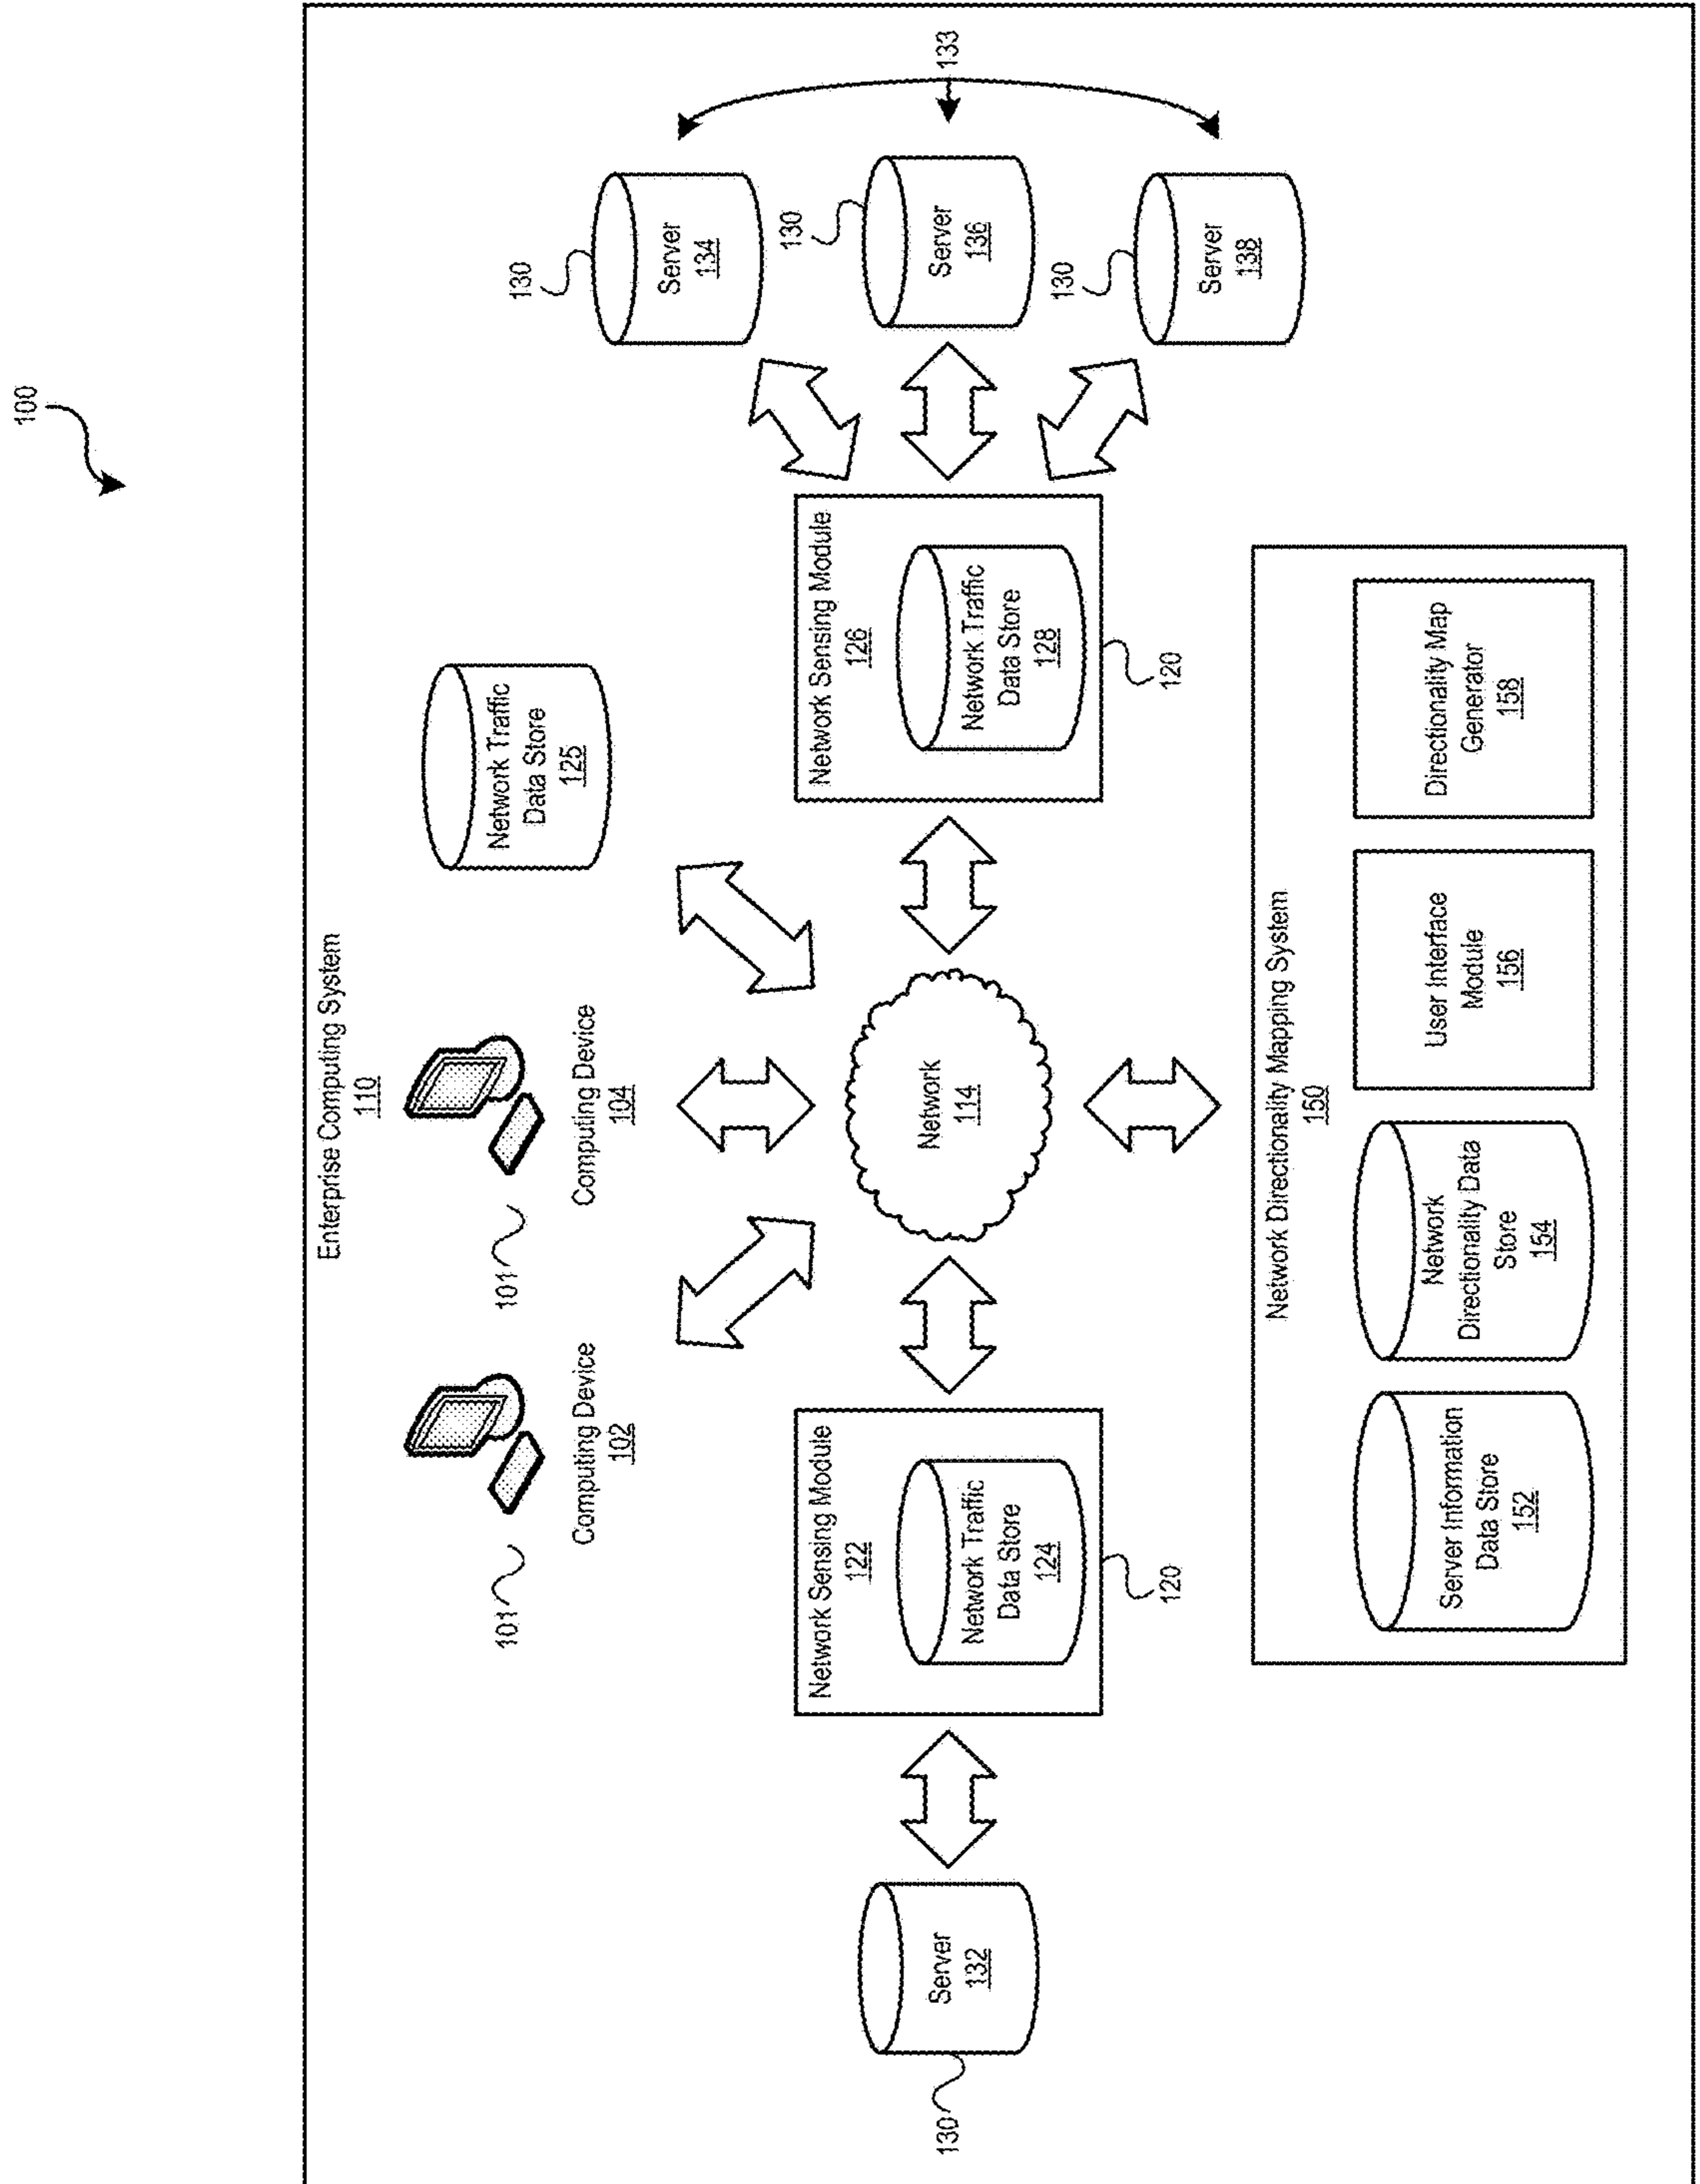 100
Enterprise Computing System
110
101
Computing Device
102
101
Computing Device
104
Network Traffic
Data Store
125
130
Server
132
Network Sensing Module
122
Network Traffic
Data Store
124
120
Network
114
Network Sensing Module
126
Network Traffic
Data Store
128
120
130
Server
134
130
Server
136
130
Server
138
133
Network Directionality Mapping System
150
Server Information
Data Store
152
Network
Directionality Data
Store
154
User Interface
Module
156
Directionality Map
Generator
158